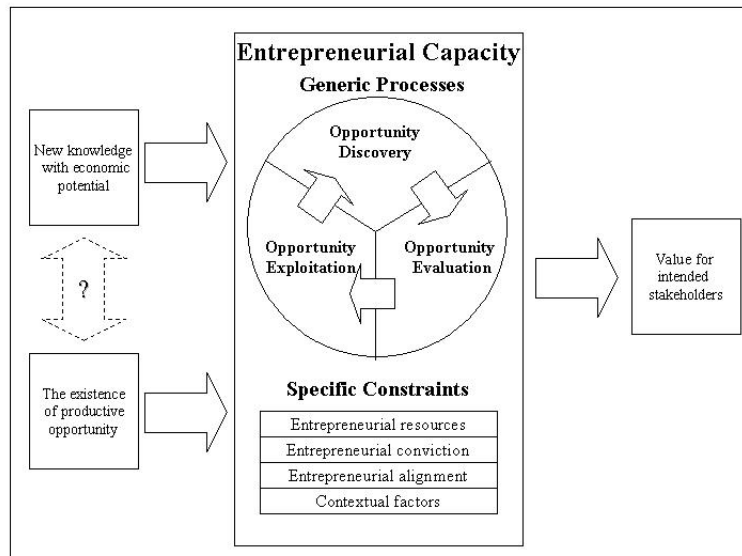 Entrepreneurial Capacity
Generic Processes
Opportunity
Discovery
Opportunity
Exploitation
Opportunity
Evaluation
New knowledge
with economic
potential
?
The existence
of productive
opportunity
Specific Constraints
Entrepreneurial resources
Entrepreneurial conviction
Entrepreneurial alignment
Contextual factors
Value for
intended
stakeholders